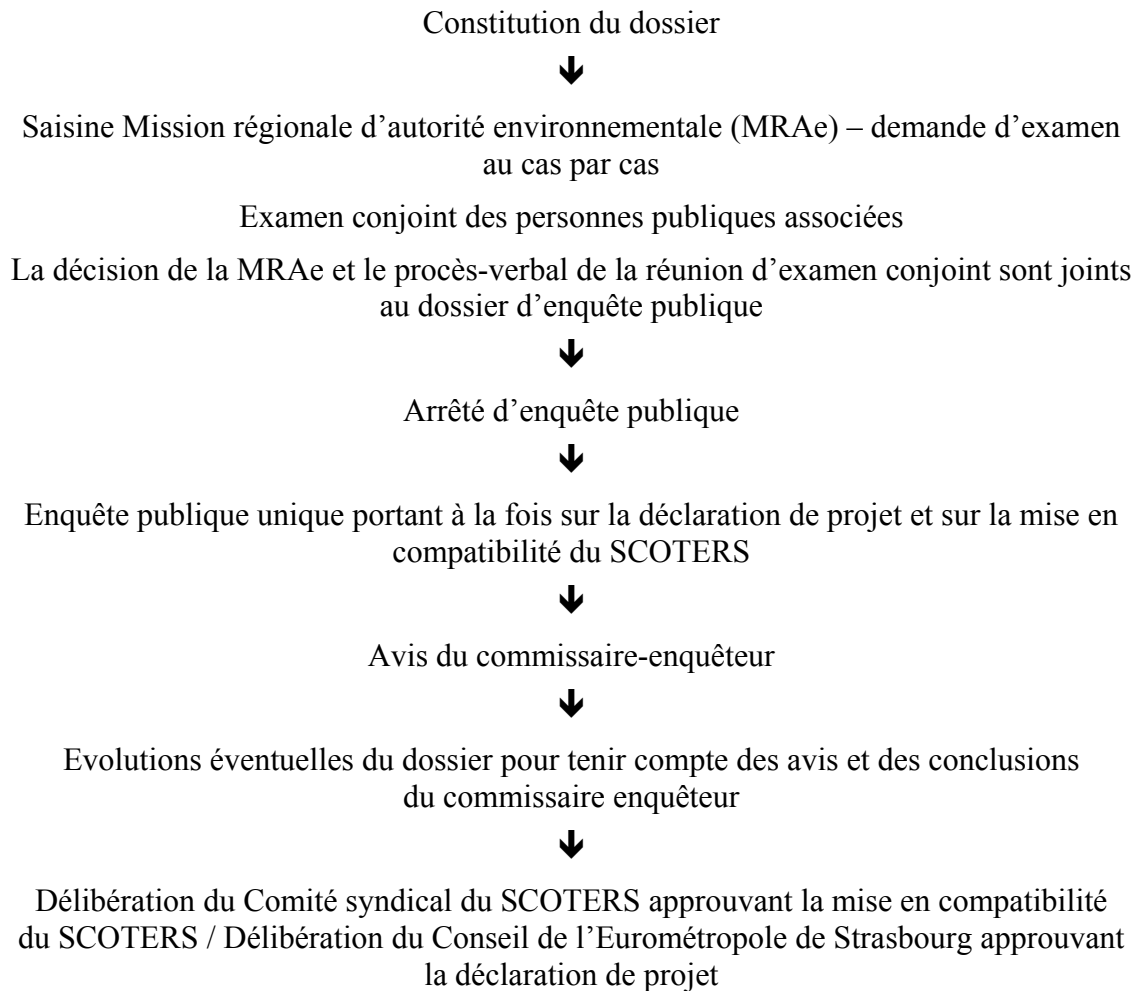 Constitution du dossier
🡻
Saisine Mission régionale d’autorité environnementale (MRAe) – demande d’examen
au cas par cas
Examen conjoint des personnes publiques associées
La décision de la MRAe et le procès-verbal de la réunion d’examen conjoint sont joints
au dossier d’enquête publique
🡻
Arrêté d’enquête publique
🡻
Enquête publique unique portant à la fois sur la déclaration de projet et sur la mise en
compatibilité du SCOTERS
🡻
Avis du commissaire-enquêteur
🡻
Evolutions éventuelles du dossier pour tenir compte des avis et des conclusions
du commissaire enquêteur
🡻
Délibération du Comité syndical du SCOTERS approuvant la mise en compatibilité
du SCOTERS / Délibération du Conseil de l’Eurométropole de Strasbourg approuvant
la déclaration de projet